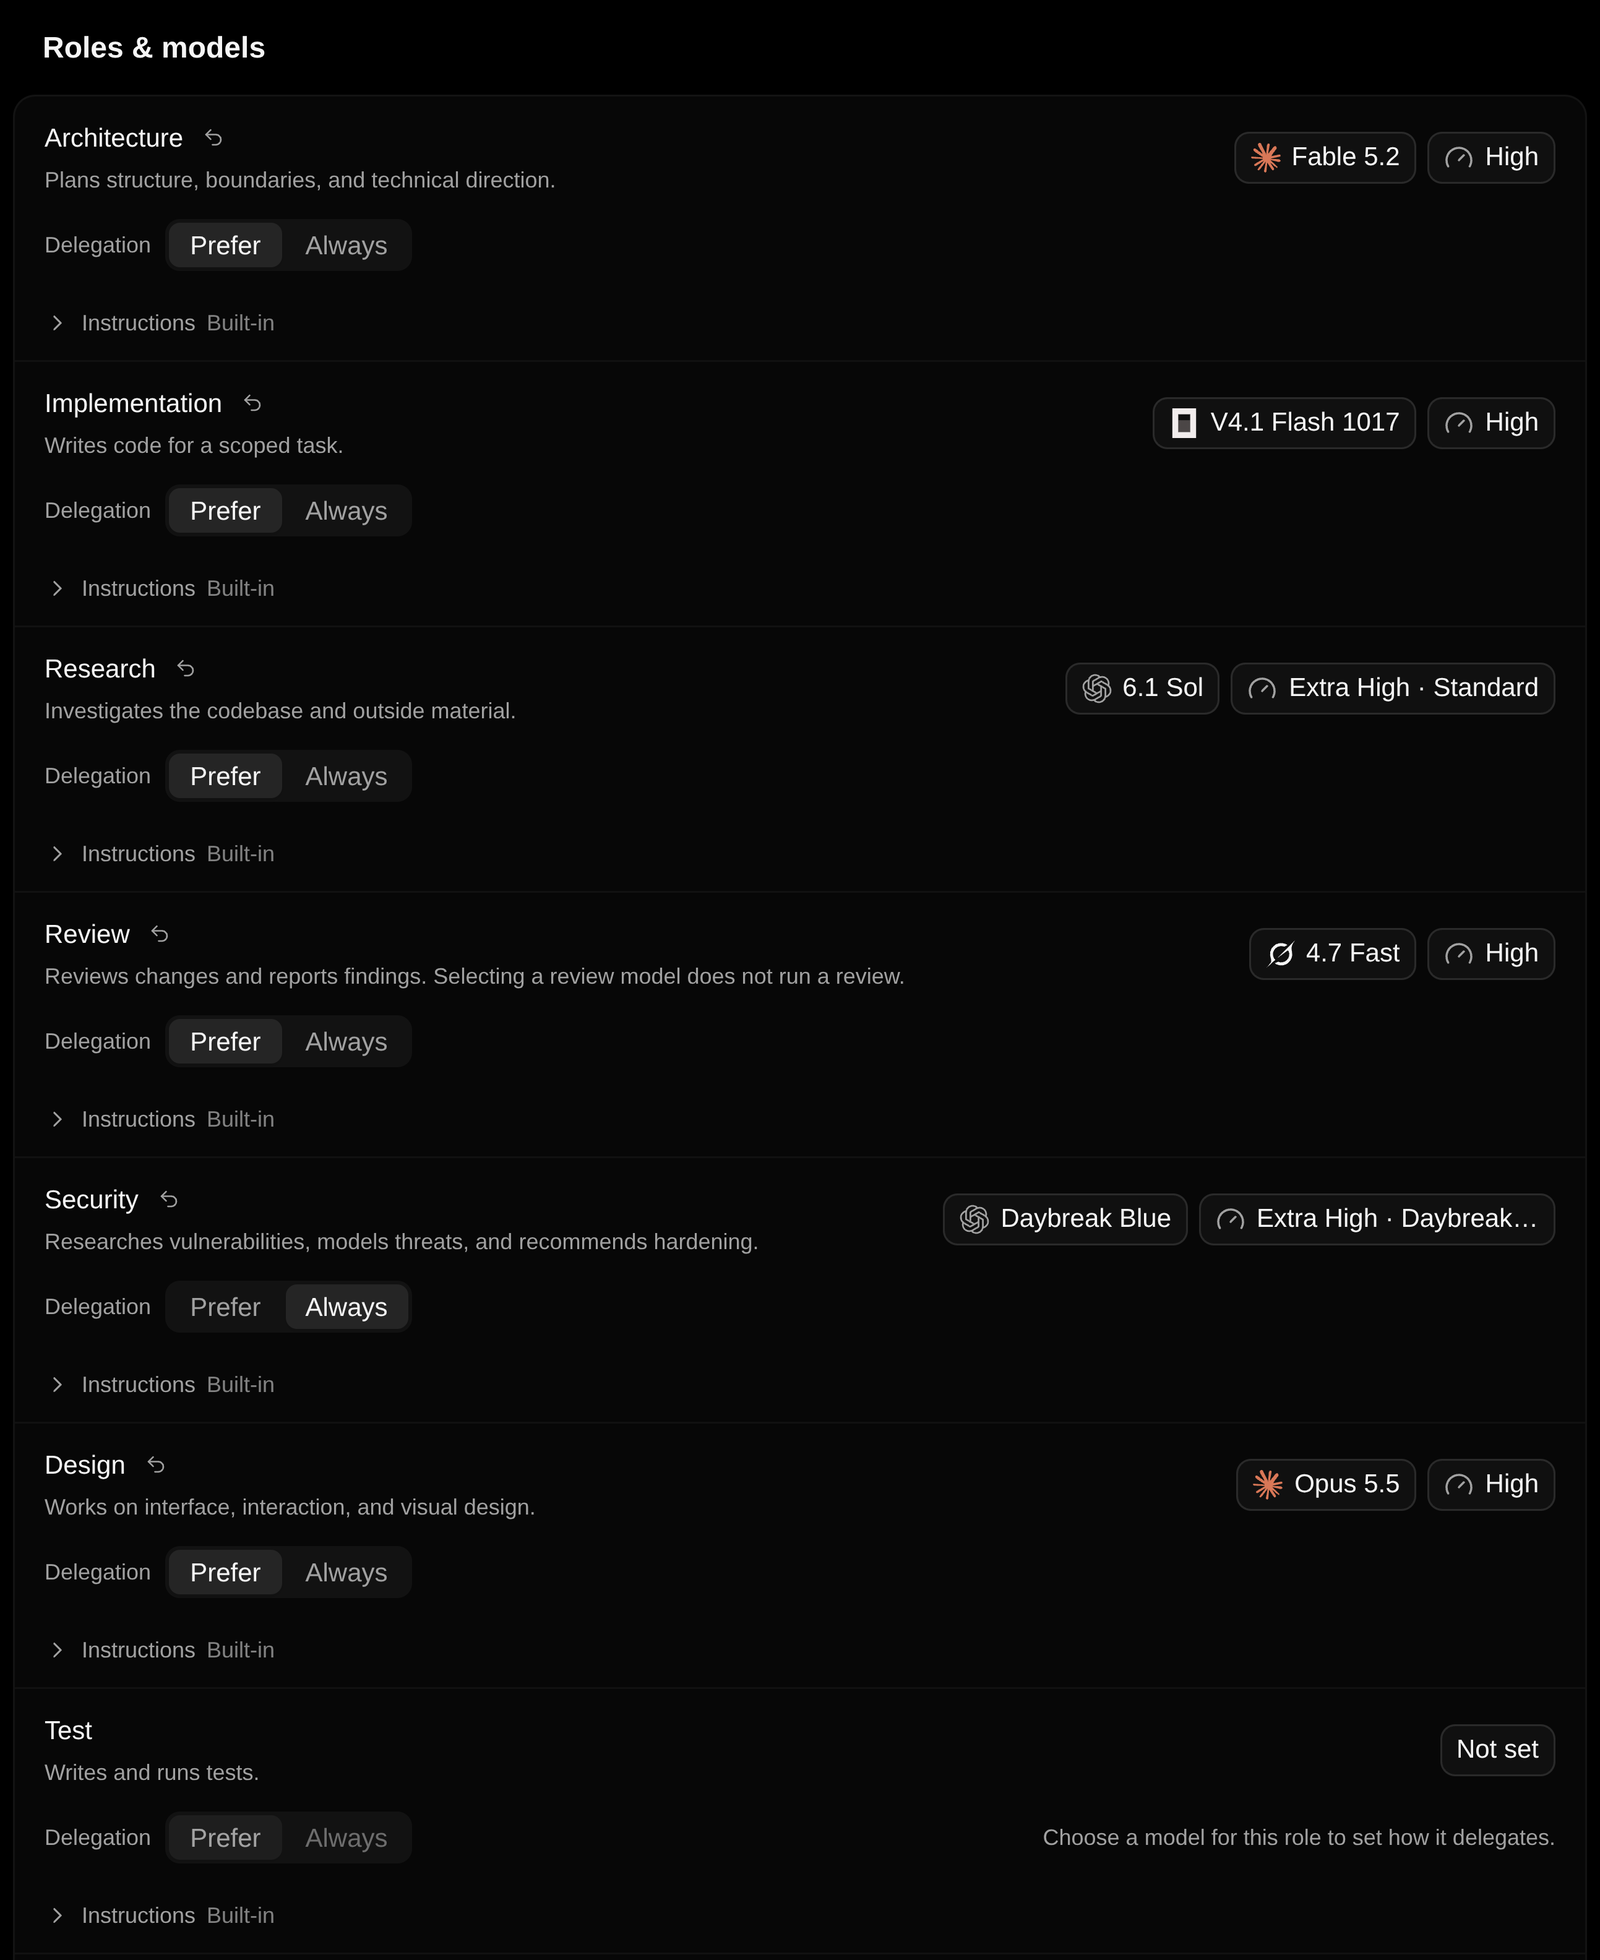 Roles & models
Architecture
Plans structure, boundaries, and technical direction.
Fable 5.2
High
Delegation
Prefer
Always
Instructions Built-in
Implementation
Writes code for a scoped task.
V4.1 Flash 1017
High
Delegation
Prefer
Always
Instructions Built-in
Research
Investigates the codebase and outside material.
6.1 Sol
Extra High · Standard
Delegation
Prefer
Always
Instructions Built-in
Review
Reviews changes and reports findings. Selecting a review model does not run a review.
4.7 Fast
High
Delegation
Prefer
Always
Instructions Built-in
Security
Researches vulnerabilities, models threats, and recommends hardening.
Daybreak Blue
Extra High · Daybreak…
Delegation
Prefer
Always
Instructions Built-in
Design
Works on interface, interaction, and visual design.
Opus 5.5
High
Delegation
Prefer
Always
Instructions Built-in
Test
Writes and runs tests.
Not set
Delegation
Prefer
Always
Choose a model for this role to set how it delegates.
Instructions Built-in